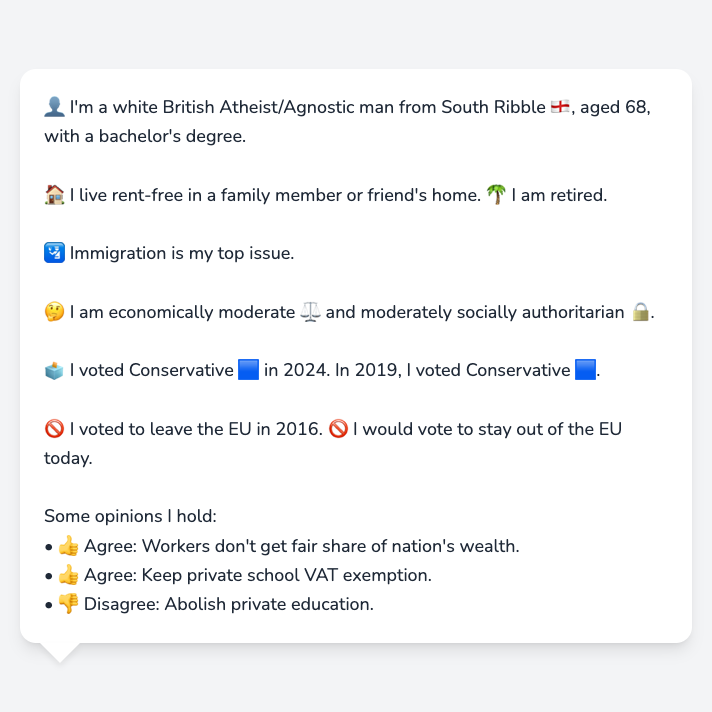 👤 I'm a white British Atheist/Agnostic man from South Ribble 🏴󠁧󠁢󠁥󠁮󠁧󠁿, aged 68,
with a bachelor's degree.
🏠 I live rent-free in a family member or friend's home. 🌴 I am retired.
🛂 Immigration is my top issue.
🤔 I am economically moderate ⚖️ and moderately socially authoritarian 🔒.
🗳️ I voted Conservative 🟦 in 2024. In 2019, I voted Conservative 🟦.
🚫 I voted to leave the EU in 2016. 🚫 I would vote to stay out of the EU
today.
Some opinions I hold:
• 👍 Agree: Workers don't get fair share of nation's wealth.
• 👍 Agree: Keep private school VAT exemption.
• 👎 Disagree: Abolish private education.